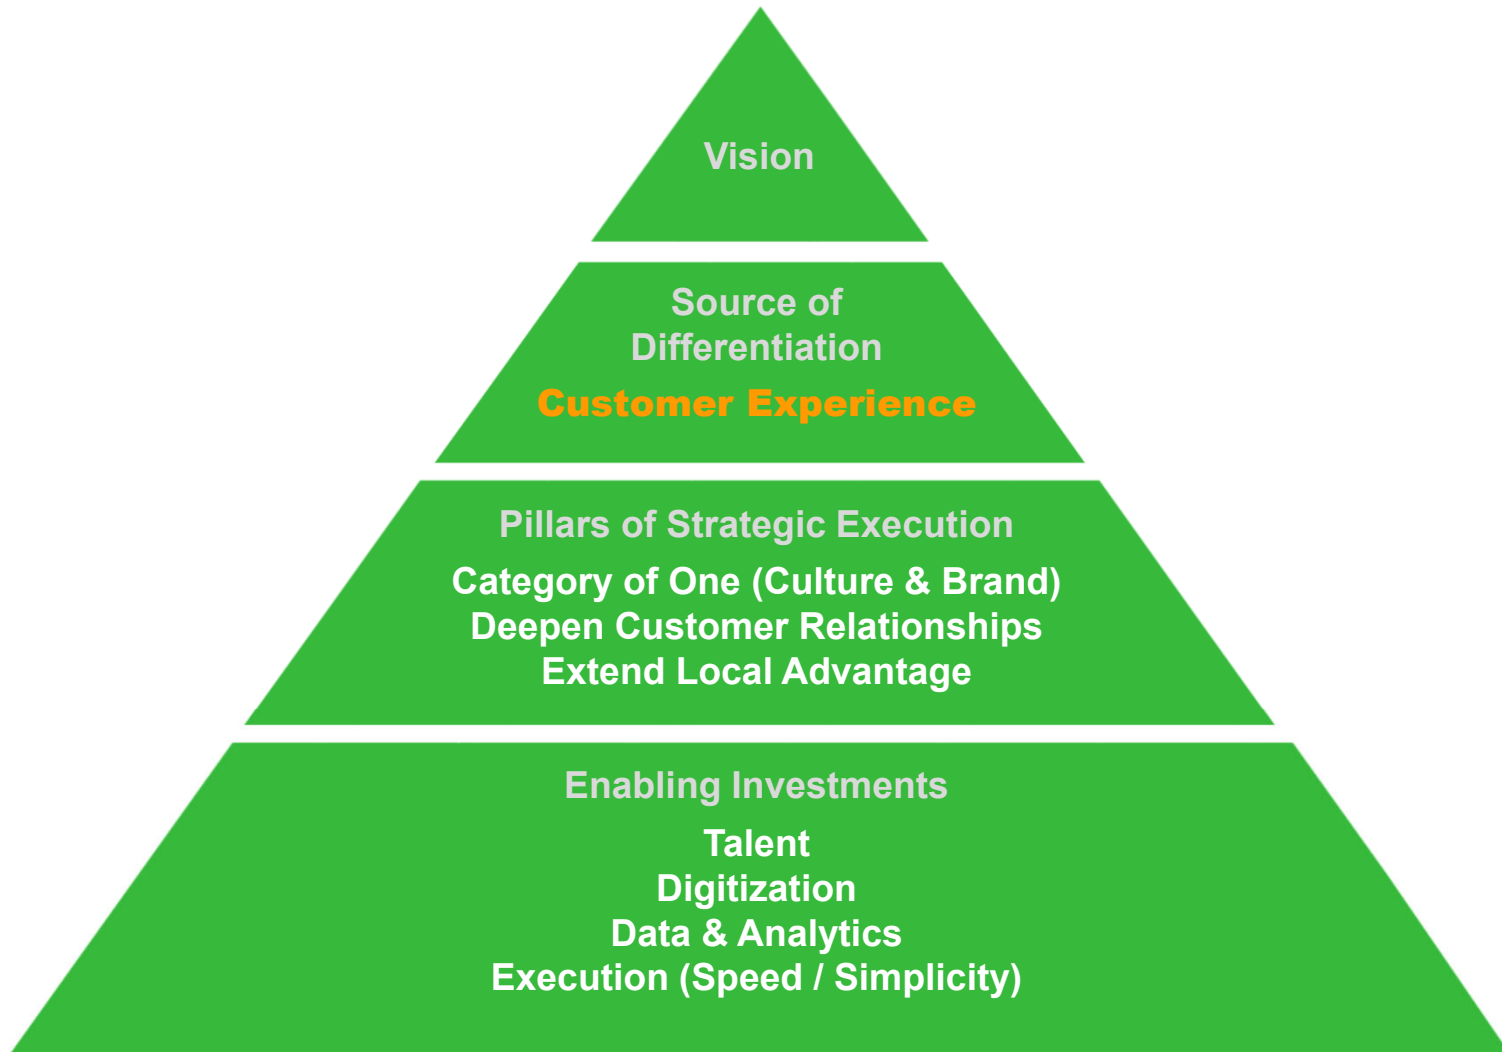 Vision
Source of
Differentiation
Customer Experience
Pillars of Strategic Execution
Category of One (Culture & Brand)
Deepen Customer Relationships
Extend Local Advantage
Enabling Investments
Talent
Digitization
Data & Analytics
Execution (Speed / Simplicity)